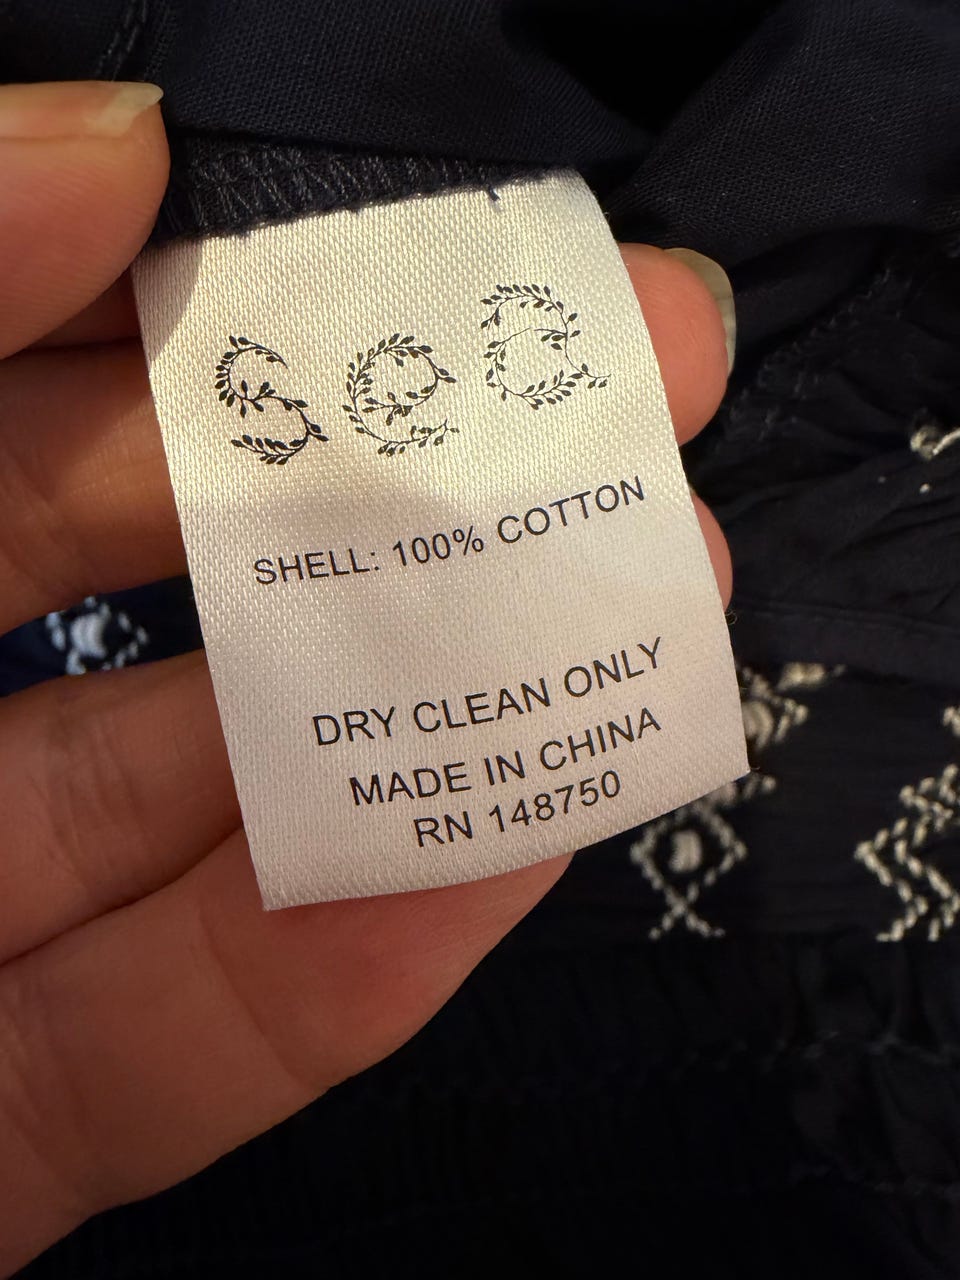 sea
SHELL: 100% COTTON
DRY CLEAN ONLY
MADE IN CHINA
RN 148750